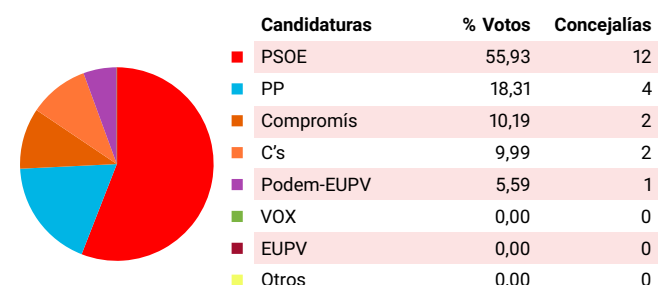 Candidaturas % Votos Concejalías
PSOE 55,93 12
PP 18,31 4
Compromís 10,19 2
C's 9,99 2
Podem-EUPV 5,59 1
VOX 0,00 0
EUPV 0,00 0
Otros 0,00 0